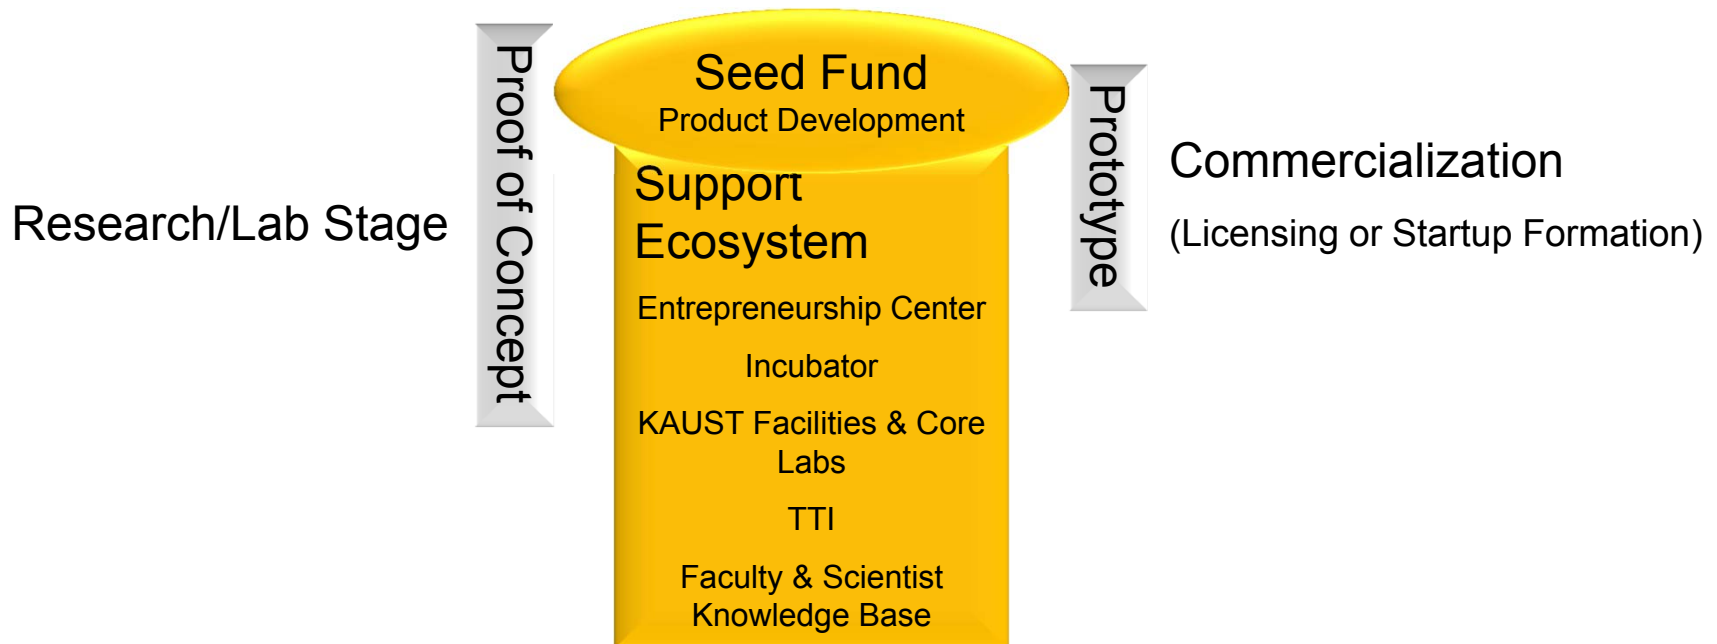 Research/Lab Stage
Proof of Concept
Seed Fund
Product Development
Support
Ecosystem
Entrepreneurship Center
Incubator
KAUST Facilities & Core
Labs
TTI
Faculty & Scientist
Knowledge Base
Prototype
Commercialization
(Licensing or Startup Formation)